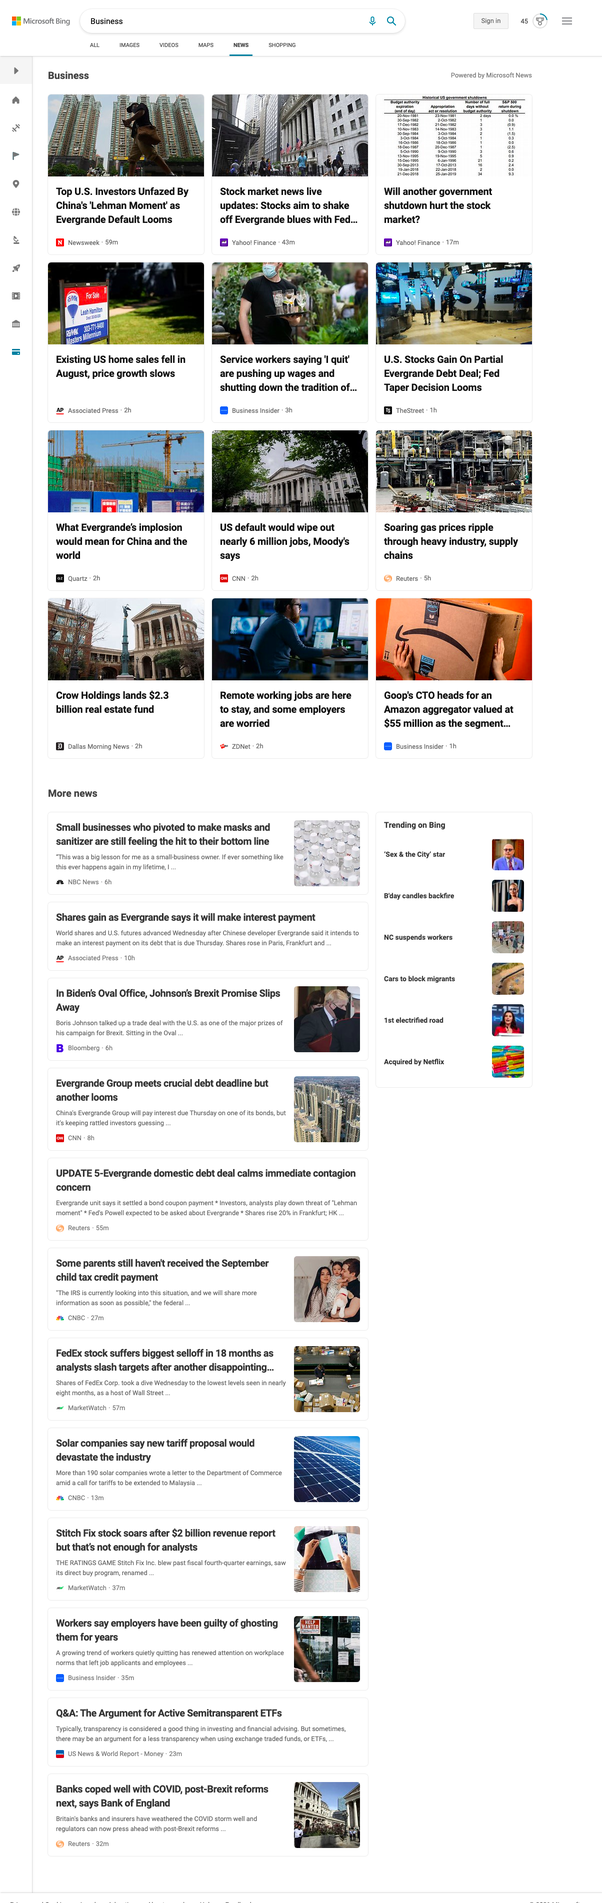 Microsoft Bing
Business
Sign in
45
ALL
IMAGES
VIDEOS
MAPS
NEWS
SHOPPING
Business
Powered by Microsoft News
Top U.S. Investors Unfazed By
China's 'Lehman Moment' as
Evergrande Default Looms
Newsweek · 59m
Stock market news live
updates: Stocks aim to shake
off Evergrande blues with Fed...
Yahoo! Finance · 43m
Historical US government shutdowns
Will another government
shutdown hurt the stock
market?
Yahoo! Finance · 17m
For Sale
Existing US home sales fell in
August, price growth slows
AP Associated Press · 2h
Service workers saying 'I quit'
are pushing up wages and
shutting down the tradition of...
Business Insider · 3h
NYSE
U.S. Stocks Gain On Partial
Evergrande Debt Deal; Fed
Taper Decision Looms
TheStreet · 1h
What Evergrande's implosion
would mean for China and the
world
Quartz · 2h
US default would wipe out
nearly 6 million jobs, Moody's
says
CNN · 2h
Soaring gas prices ripple
through heavy industry, supply
chains
Reuters · 5h
Crow Holdings lands $2.3
billion real estate fund
Dallas Morning News · 2h
Remote working jobs are here
to stay, and some employers
are worried
ZDNet · 2h
Goop's CTO heads for an
Amazon aggregator valued at
$55 million as the segment...
Business Insider · 1h
More news
Small businesses who pivoted to make masks and
sanitizer are still feeling the hit to their bottom line
"This was a big lesson for me as a small-business owner. If ever something like
this ever happens again in my lifetime, I ...
NBC News · 6h
Shares gain as Evergrande says it will make interest payment
World shares and U.S. futures advanced Wednesday after Chinese developer Evergrande said it intends to
make an interest payment on its debt that is due Thursday. Shares rose in Paris, Frankfurt and ...
AP Associated Press · 10h
In Biden's Oval Office, Johnson's Brexit Promise Slips
Away
Boris Johnson talked up a trade deal with the U.S. as one of the major prizes of
his campaign for Brexit. Sitting in the Oval ...
B Bloomberg · 6h
Evergrande Group meets crucial debt deadline but
another looms
China's Evergrande Group will pay interest due Thursday on one of its bonds, but
it's keeping rattled investors guessing ...
CNN · 8h
UPDATE 5-Evergrande domestic debt deal calms immediate contagion
concern
Evergrande unit says it settled a bond coupon payment * Investors, analysts play down threat of "Lehman
moment" * Fed's Powell expected to be asked about Evergrande * Shares rise 20% in Frankfurt; HK ...
Reuters · 55m
Some parents still haven't received the September
child tax credit payment
"The IRS is currently looking into this situation, and we will share more
information as soon as possible," the federal ...
CNBC · 27m
FedEx stock suffers biggest selloff in 18 months as
analysts slash targets after another disappointing...
Shares of FedEx Corp. took a dive Wednesday to the lowest levels seen in nearly
eight months, as a host of Wall Street ...
MarketWatch · 57m
Solar companies say new tariff proposal would
devastate the industry
More than 190 solar companies wrote a letter to the Department of Commerce
amid a call for tariffs to be extended to Malaysia ...
CNBC · 13m
Stitch Fix stock soars after $2 billion revenue report
but that's not enough for analysts
THE RATINGS GAME Stitch Fix Inc. blew past fiscal fourth-quarter earnings, saw
its direct buy program, renamed ...
MarketWatch · 37m
Workers say employers have been guilty of ghosting
them for years
A growing trend of workers quietly quitting has renewed attention on workplace
norms that left job applicants and employees ...
Business Insider · 35m
Q&A: The Argument for Active Semitransparent ETFs
Typically, transparency is considered a good thing in investing and financial advising. But sometimes,
there may be an argument for a less transparency when using exchange traded funds, or ETFs, ...
US News & World Report - Money · 23m
Banks coped well with COVID, post-Brexit reforms
next, says Bank of England
Britain's banks and insurers have weathered the COVID storm well and
regulators can now press ahead with post-Brexit reforms ...
Reuters · 32m
Trending on Bing
'Sex & the City' star
B'day candles backfire
NC suspends workers
Cars to block migrants
1st electrified road
Acquired by Netflix